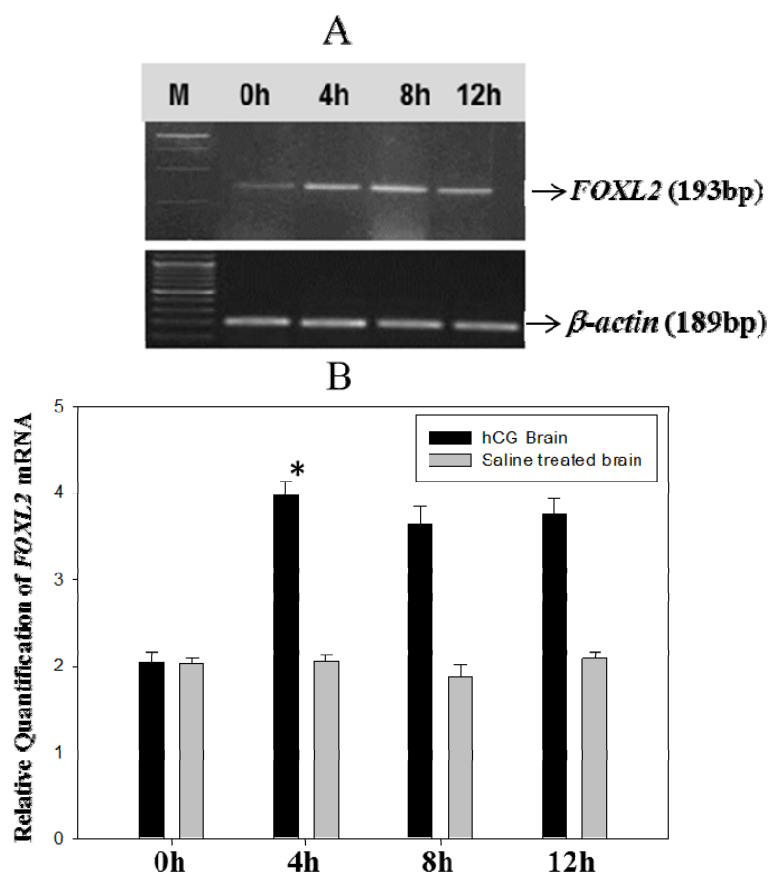 A
M 0h 4h 8h 12h
→ FOXL2 (193bp)
→ β-actin (189bp)
B
Relative Quantification of FOXL2 mRNA
5
4
3
2
1
0
hCG Brain
Saline treated brain
*
0h 4h 8h 12h